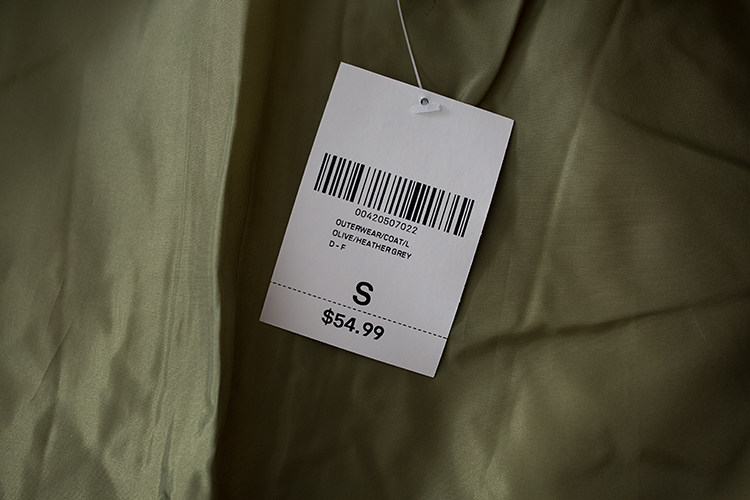 00420507022
OUTERWEAR/COAT/L
OLIVE/HEATHER GREY
D-F
S
$54.99